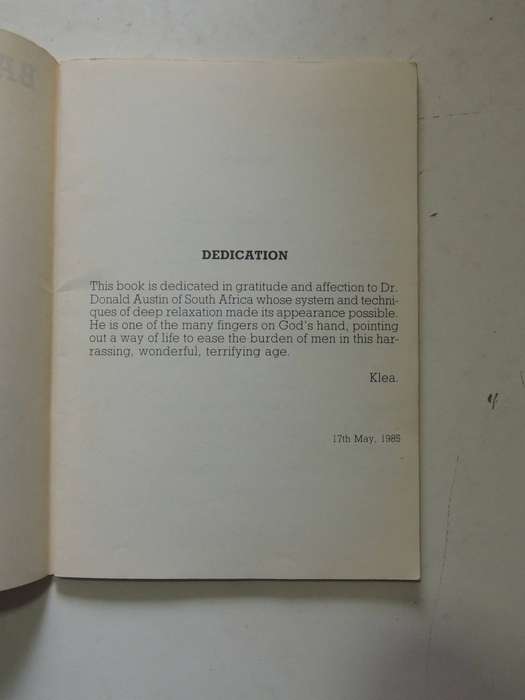 DEDICATION
This book is dedicated in gratitude and affection to Dr.
Donald Austin of South Africa whose system and techni-
ques of deep relaxation made its appearance possible.
He is one of the many fingers on God's hand, pointing
out a way of life to ease the burden of men in this har-
rassing, wonderful, terrifying age.
Klea.
17th May, 1985